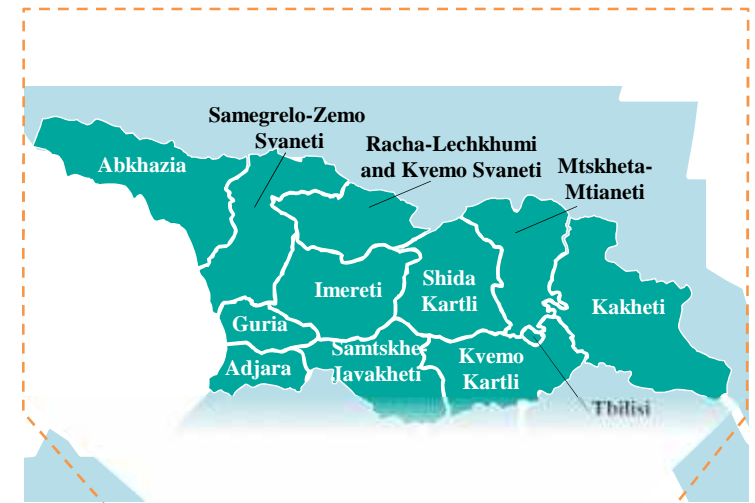 Samegrelo-Zemo
Svaneti
Abkhazia
Racha-Lechkhumi
and Kvemo Svaneti
Mtskheta-
Mtianeti
Imereti
Shida
Kartli
Kakheti
Guria
Adjara
Samtskhe-
Javakheti
Kvemo
Kartli
Tbilisi